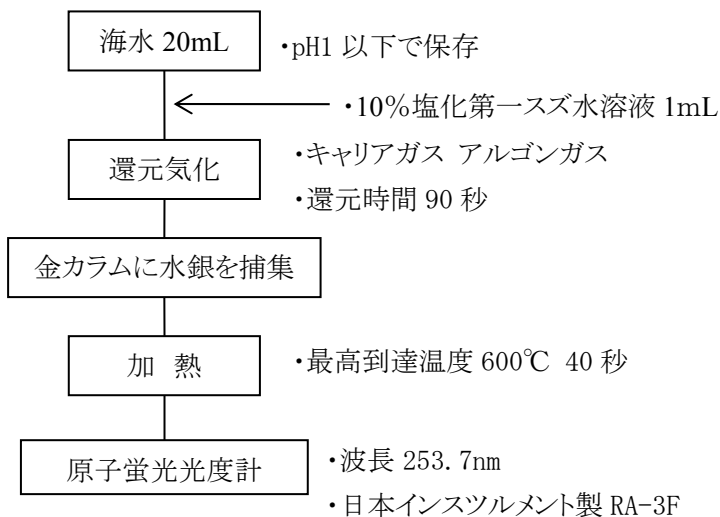 海水 20mL
・pH1 以下で保存
・10％塩化第一スズ水溶液 1mL
還元気化
・キャリアガス アルゴンガス
・還元時間 90 秒
金カラムに水銀を捕集
加 熱
・最高到達温度 600℃ 40 秒
原子蛍光光度計
・波長 253.7nm
・日本インスツルメント製 RA-3F